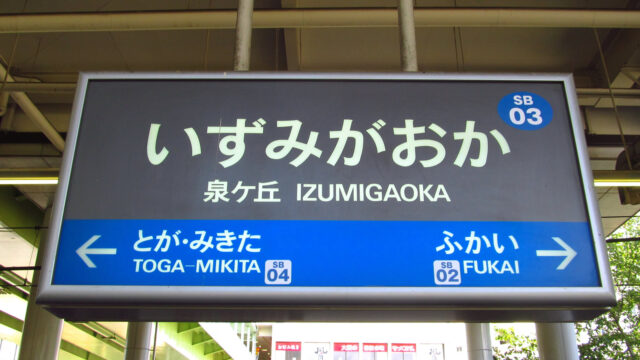 SB
03
いずみがおか
泉ケ丘 IZUMIGAOKA
← とが・みきた
TOGA-MIKITA SB 04
ふかい →
SB 02 FUKAI